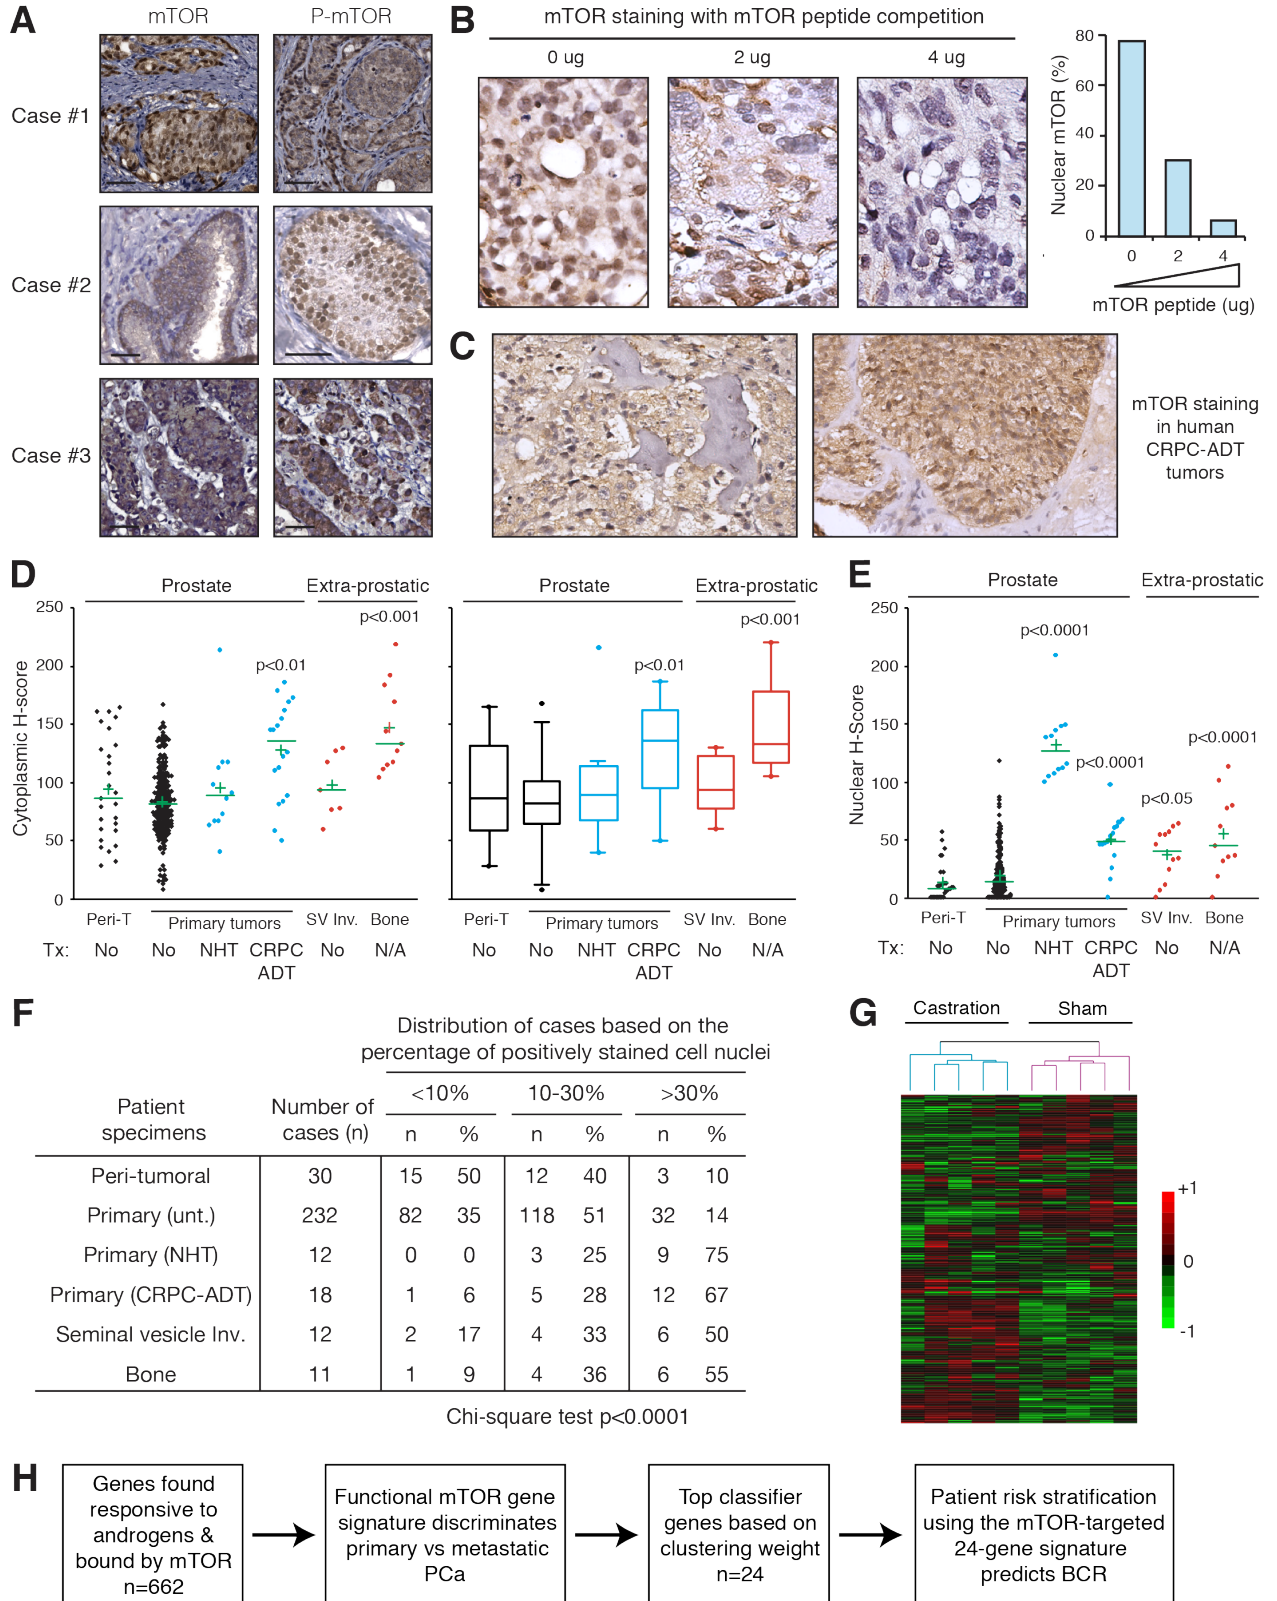 A
mTOR
P-mTOR
Case #1
Case #2
Case #3
B
mTOR staining with mTOR peptide competition
0 ug
2 ug
4 ug
Nuclear mTOR (%)
80
60
40
20
0
0
2
4
mTOR peptide (ug)
C
mTOR staining
in human
CRPC-ADT
tumors
D
Prostate
Extra-prostatic
Cytoplasmic H-score
250
200
150
100
50
0
p<0.01
p<0.001
Peri-T
Primary tumors
SV Inv.
Bone
Tx:
No
No
NHT
CRPC
ADT
No
N/A
Prostate
Extra-prostatic
p<0.01
p<0.001
Peri-T
Primary tumors
SV Inv.
Bone
No
No
NHT
CRPC
ADT
No
N/A
E
Prostate
Extra-prostatic
Nuclear H-Score
250
200
150
100
50
0
p<0.0001
p<0.0001
p<0.05
p<0.0001
Peri-T
Primary tumors
SV Inv.
Bone
Tx:
No
No
NHT
CRPC
ADT
No
N/A
F
Distribution of cases based on the
percentage of positively stained cell nuclei
Patient
specimens
Number of
cases (n)
<10%
10-30%
>30%
n % n % n %
Peri-tumoral 30 15 50 12 40 3 10
Primary (unt.) 232 82 35 118 51 32 14
Primary (NHT) 12 0 0 3 25 9 75
Primary (CRPC-ADT) 18 1 6 5 28 12 67
Seminal vesicle Inv. 12 2 17 4 33 6 50
Bone 11 1 9 4 36 6 55
Chi-square test p<0.0001
G
Castration
Sham
+1
0
-1
H
Genes found
responsive to
androgens &
bound by mTOR
n=662
Functional mTOR gene
signature discriminates
primary vs metastatic
PCa
Top classifier
genes based on
clustering weight
n=24
Patient risk stratification
using the mTOR-targeted
24-gene signature
predicts BCR